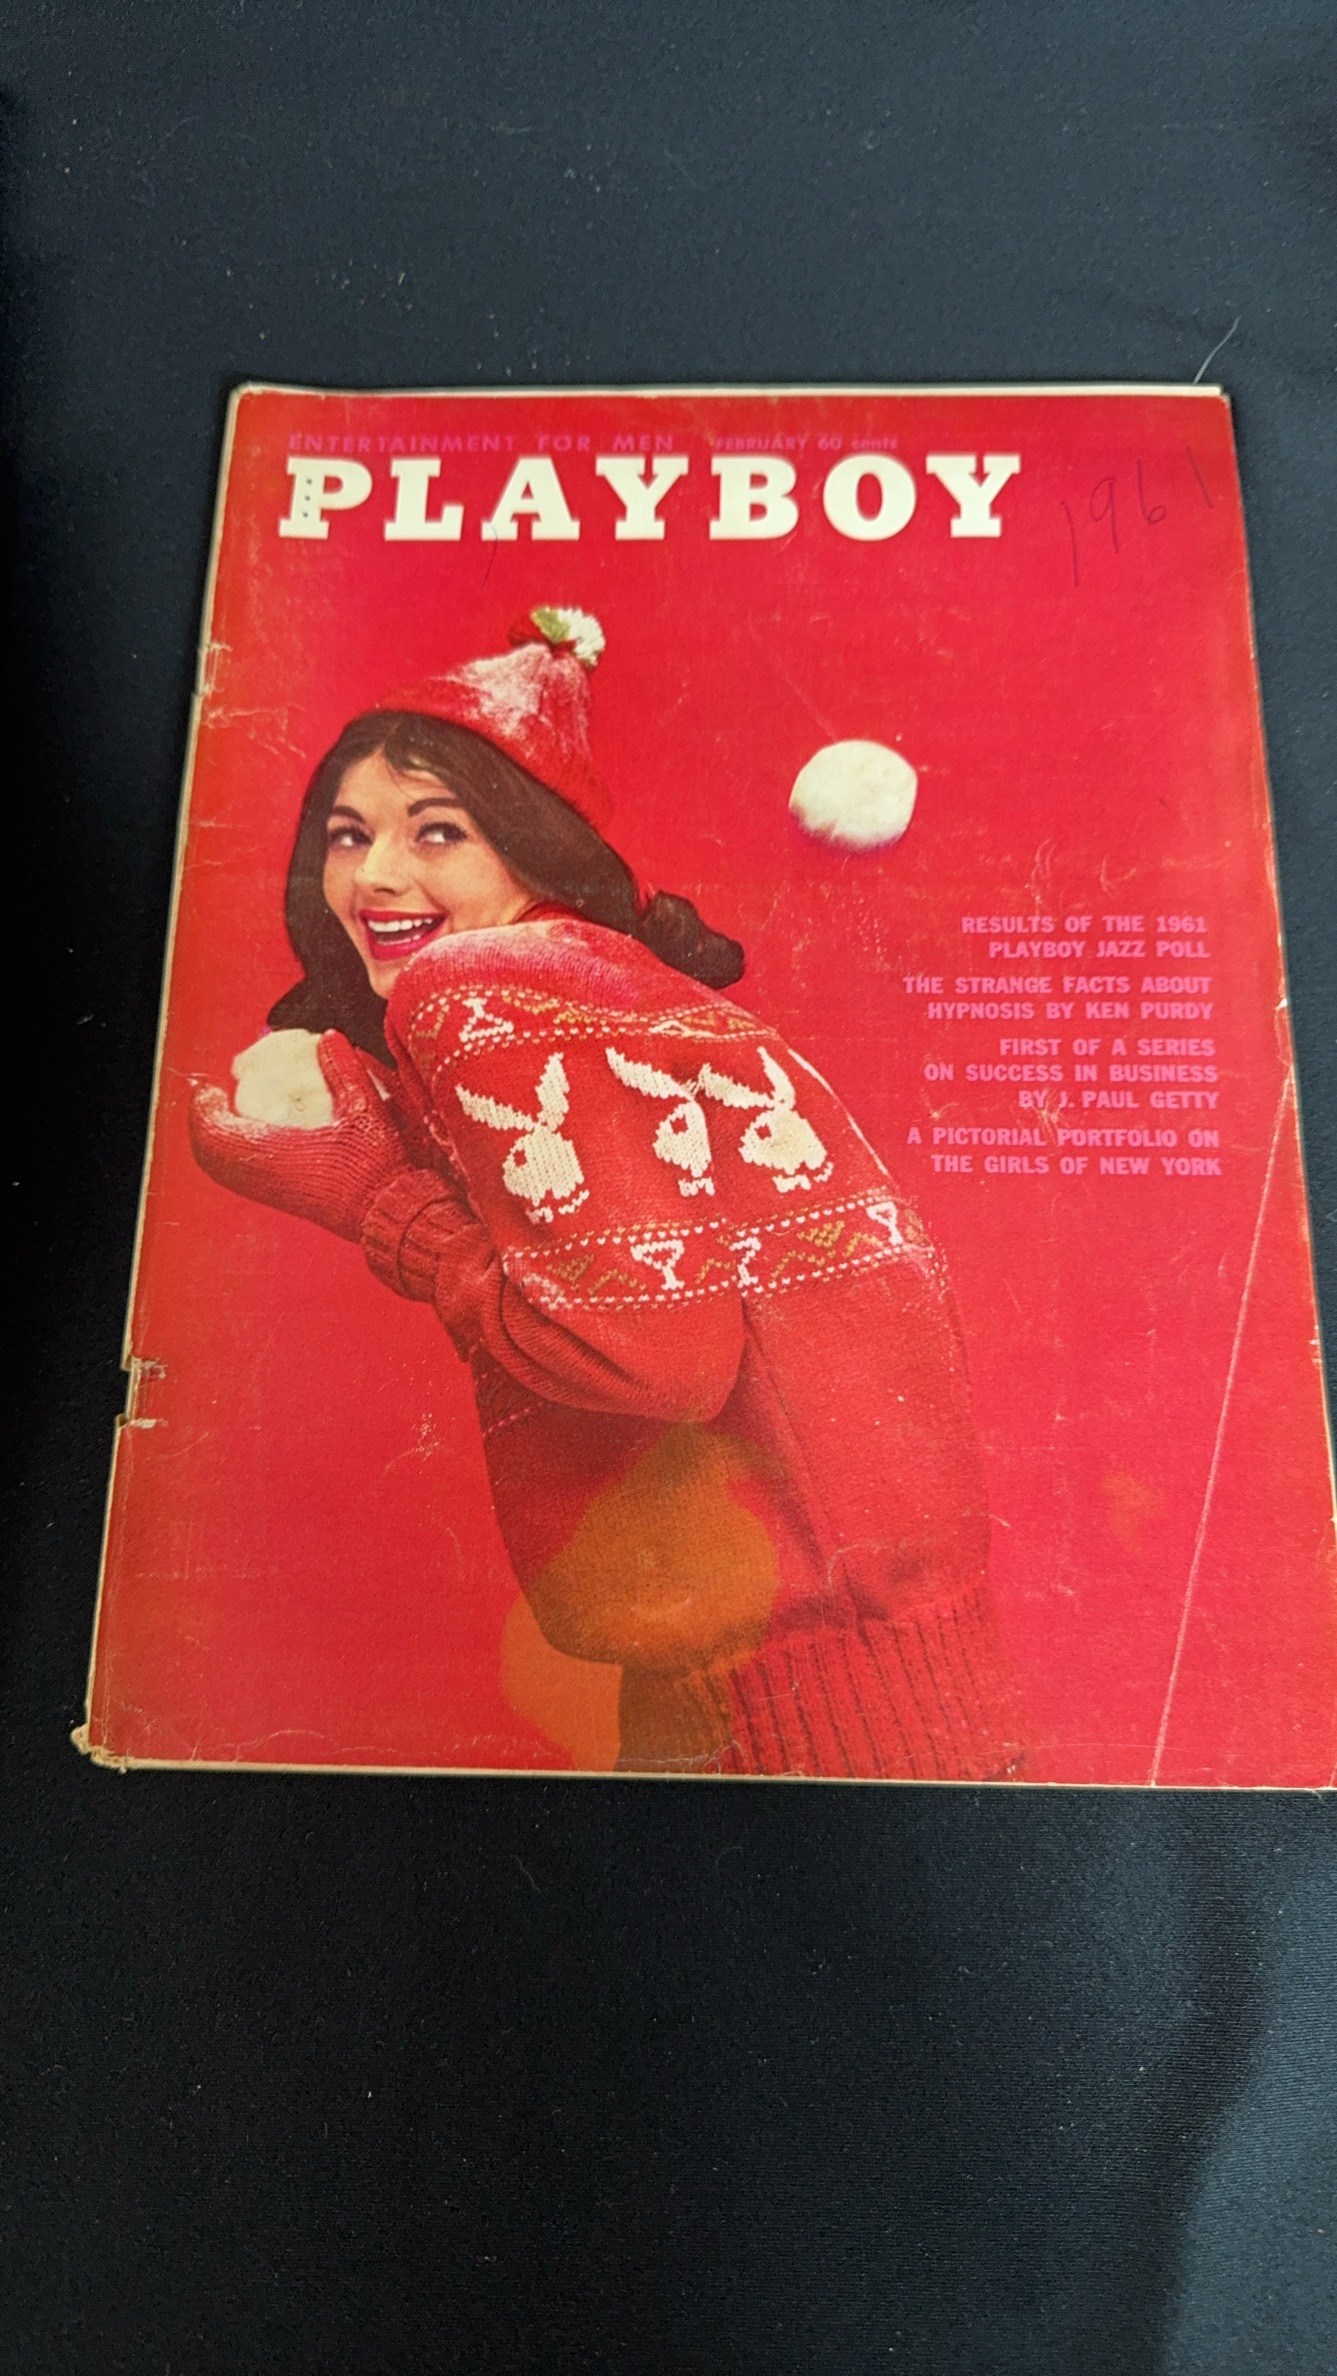 ENTERTAINMENT FOR MEN FEBRUARY 60 cents
PLAYBOY
1961
RESULTS OF THE 1961
PLAYBOY JAZZ POLL
THE STRANGE FACTS ABOUT
HYPNOSIS BY KEN PURDY
FIRST OF A SERIES
ON SUCCESS IN BUSINESS
BY J. PAUL GETTY
A PICTORIAL PORTFOLIO ON
THE GIRLS OF NEW YORK